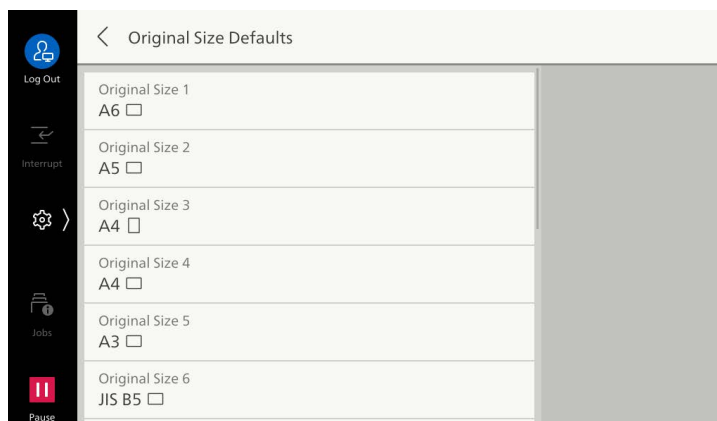 Original Size Defaults
Log Out
Interrupt
Jobs
Pause
Original Size 1
A6
Original Size 2
A5
Original Size 3
A4
Original Size 4
A4
Original Size 5
A3
Original Size 6
JIS B5